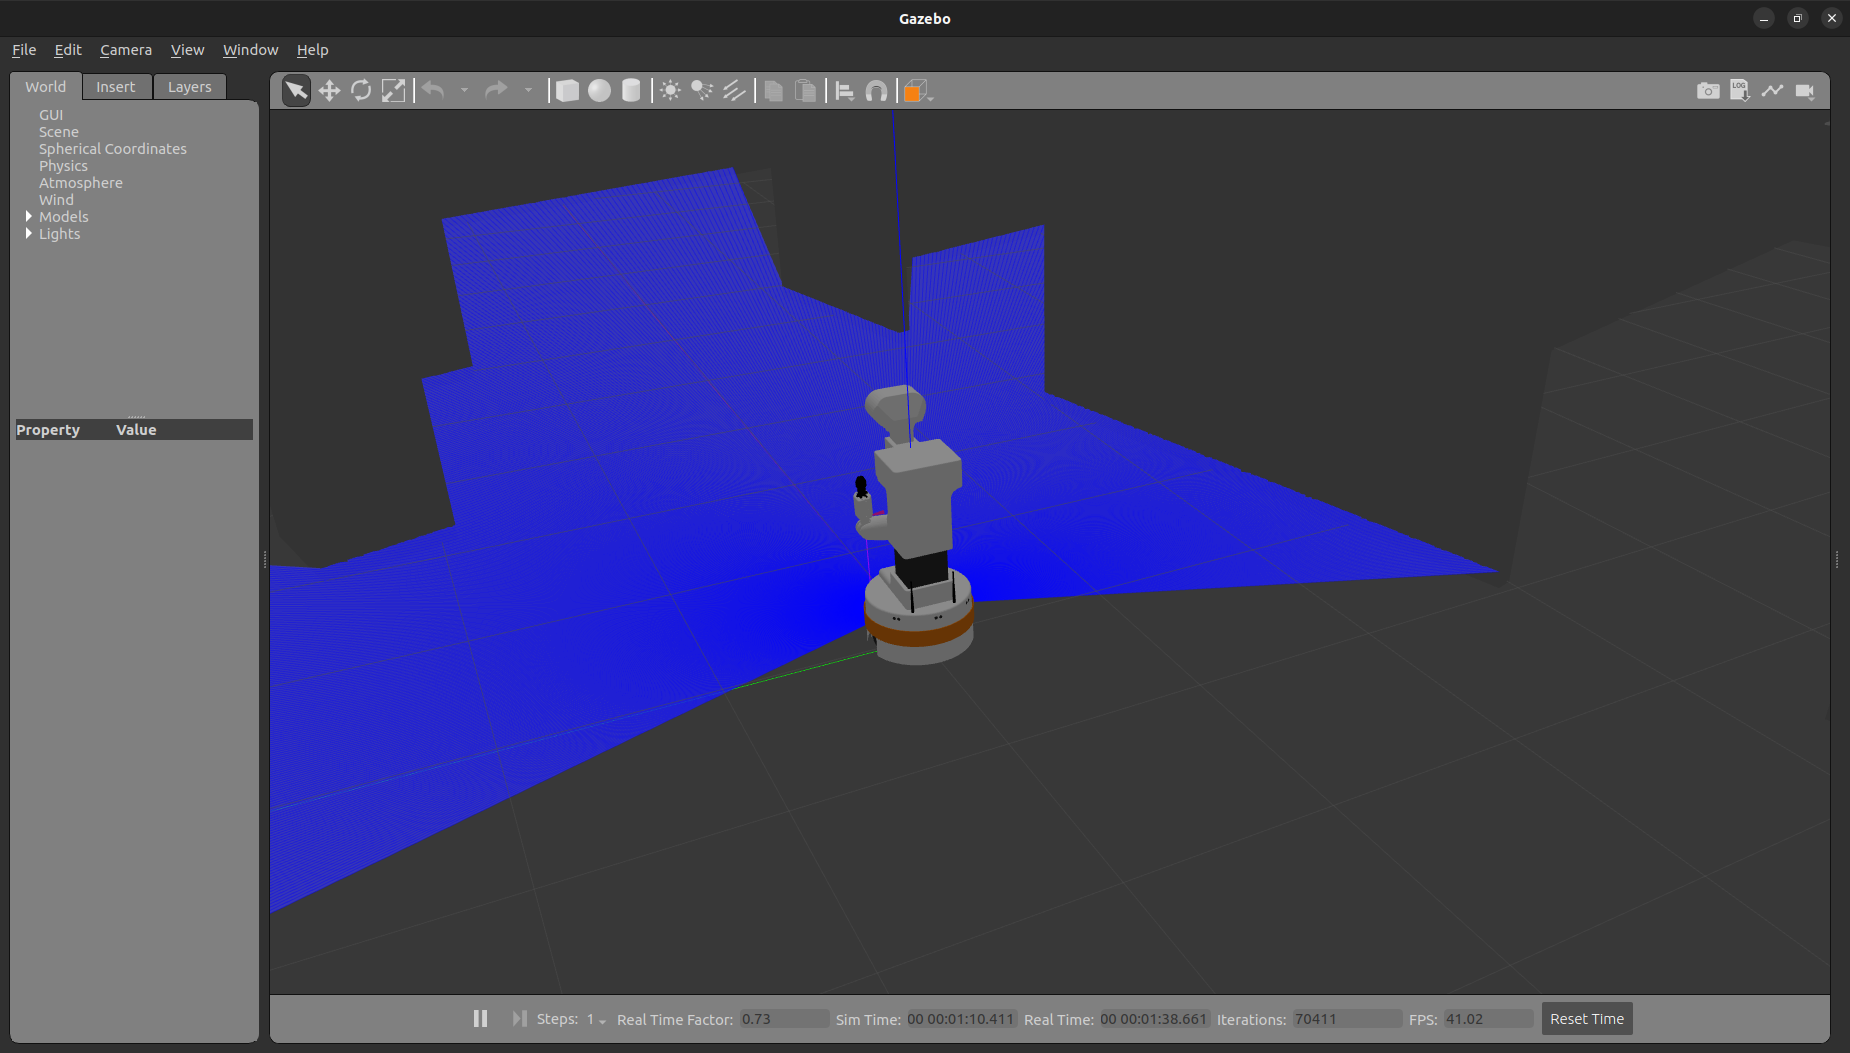 Gazebo
File Edit Camera View Window Help
World Insert Layers
LOG
GUI
Scene
Spherical Coordinates
Physics
Atmosphere
Wind
Models
Lights
Property Value
Steps: 1 Real Time Factor: 0.73 Sim Time: 00 00:01:10.411 Real Time: 00 00:01:38.661 Iterations: 70411 FPS: 41.02 Reset Time